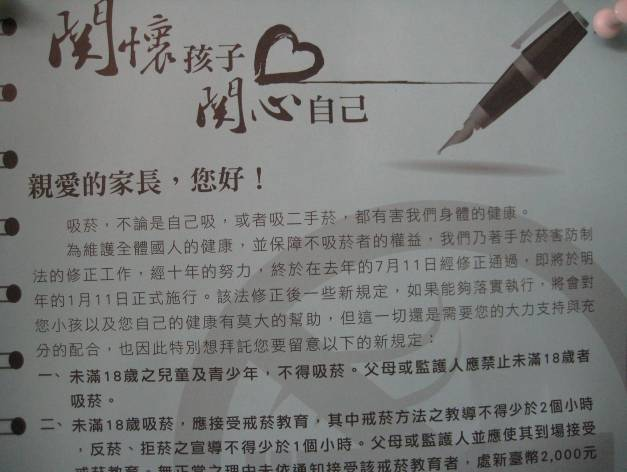 關懷孩子
關心自己
親愛的家長，您好！
吸菸，不論是自己吸，或者吸二手菸，都有害我們身體的健康。
為維護全體國人的健康，並保障不吸菸者的權益，我們乃著手於菸害防制
法的修正工作，經十年的努力，終於在去年的7月11日經修正通過，即將於明
年的1月11日正式施行。該法修正後一些新規定，如果能夠落實執行，將會對
您小孩以及您自己的健康有莫大的幫助，但這一切還是需要您的大力支持與充
分的配合，也因此特別想拜託您要留意以下的新規定：
一、未滿18歲之兒童及青少年，不得吸菸。父母或監護人應禁止未滿18歲者
吸菸。
二、未滿18歲吸菸，應接受戒菸教育，其中戒菸方法之教導不得少於2個小時
，反菸、拒菸之宣導不得少於1個小時。父母或監護人並應使其到場接受
戒菸教育。無正當之理由未依通知接受該戒菸教育者，處新臺幣2,000元